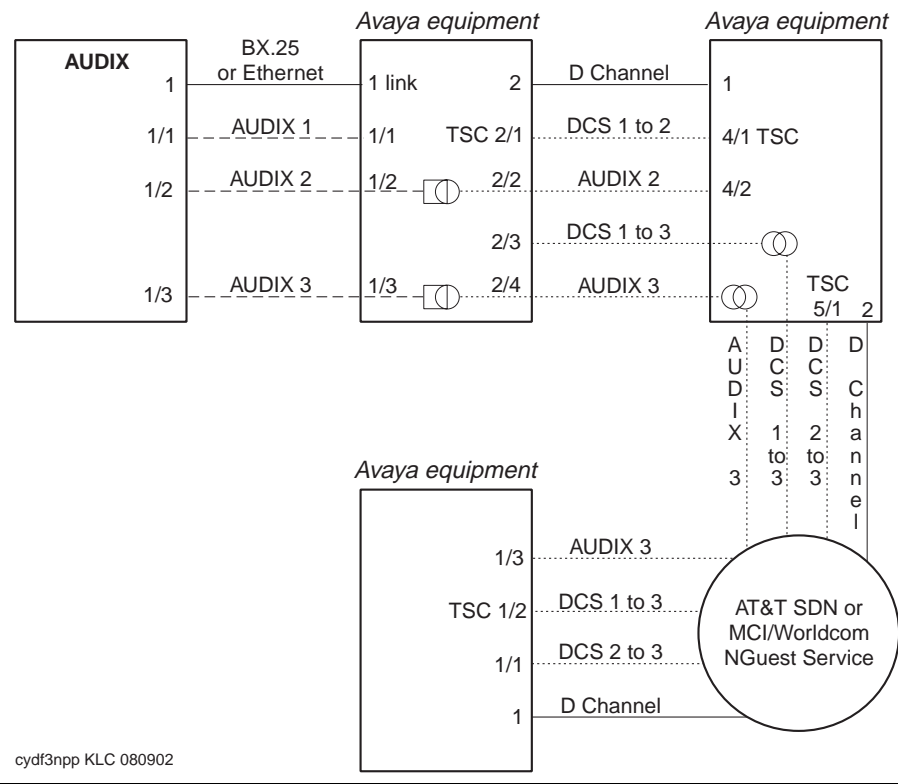 Avaya equipment
Avaya equipment
AUDIX
BX.25
or Ethernet
1
1 link
2
D Channel
1
1/1
AUDIX 1
1/1
TSC 2/1
DCS 1 to 2
4/1 TSC
1/2
AUDIX 2
1/2
2/2
AUDIX 2
4/2
2/3
DCS 1 to 3
1/3
AUDIX 3
1/3
2/4
AUDIX 3
TSC
5/1
2
AUDIX 3
DCS 1 to 3
DCS 2 to 3
D Channel
Avaya equipment
1/3
AUDIX 3
TSC 1/2
DCS 1 to 3
1/1
DCS 2 to 3
1
D Channel
AT&T SDN or
MCI/Worldcom
NGuest Service
cydf3npp KLC 080902